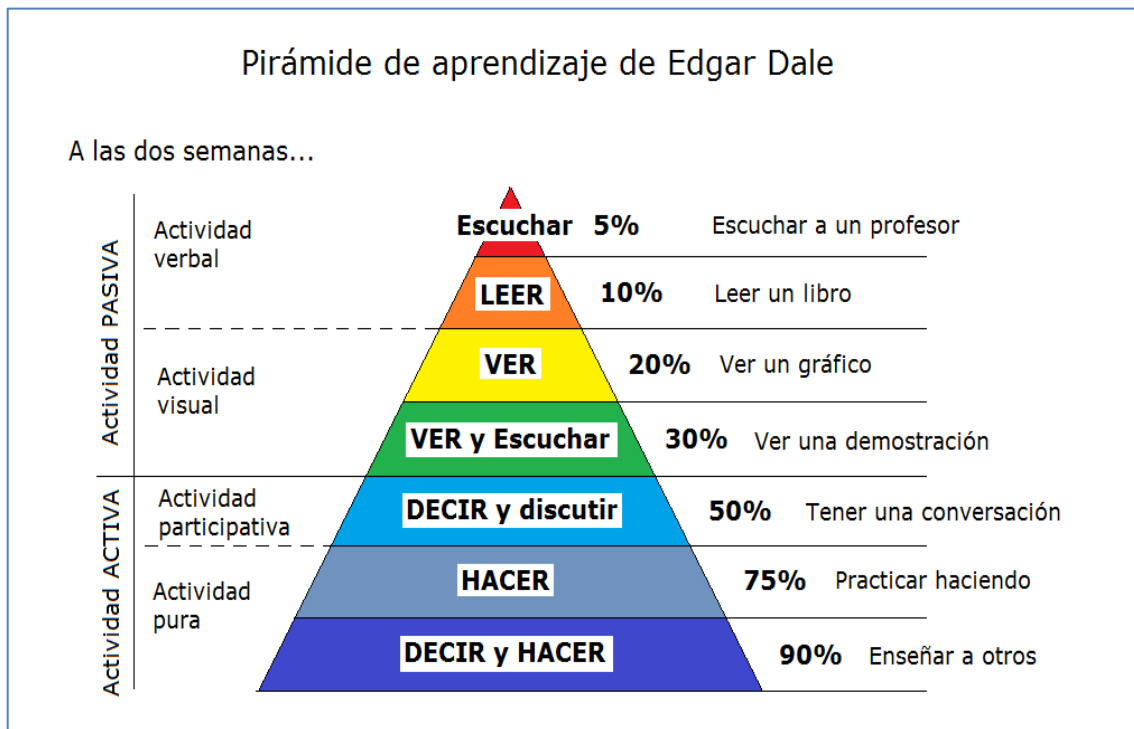 Pirámide de aprendizaje de Edgar Dale
A las dos semanas...
Actividad PASIVA
Actividad
verbal
Escuchar 5% Escuchar a un profesor
LEER 10% Leer un libro
Actividad
visual
VER 20% Ver un gráfico
VER y Escuchar 30% Ver una demostración
Actividad ACTIVA
Actividad
participativa
DECIR y discutir 50% Tener una conversación
Actividad
pura
HACER 75% Practicar haciendo
DECIR y HACER 90% Enseñar a otros